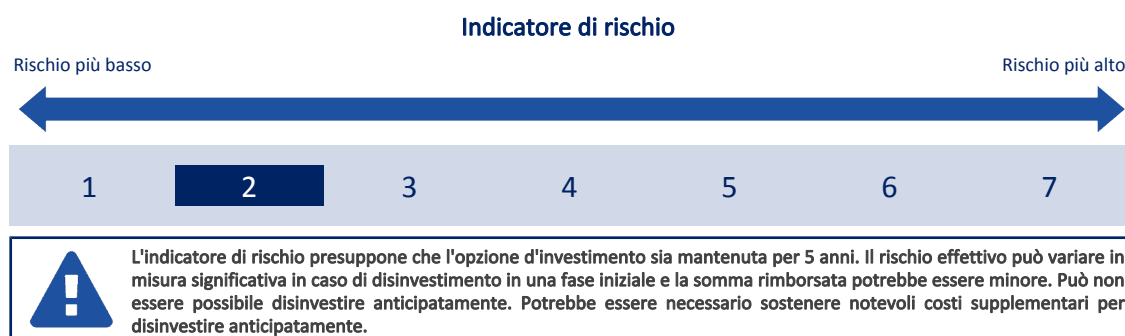 Indicatore di rischio
Rischio più basso
Rischio più alto
1 2 3 4 5 6 7
L'indicatore di rischio presuppone che l'opzione d'investimento sia mantenuta per 5 anni. Il rischio effettivo può variare in
misura significativa in caso di disinvestimento in una fase iniziale e la somma rimborsata potrebbe essere minore. Può non
essere possibile disinvestire anticipatamente. Potrebbe essere necessario sostenere notevoli costi supplementari per
disinvestire anticipatamente.